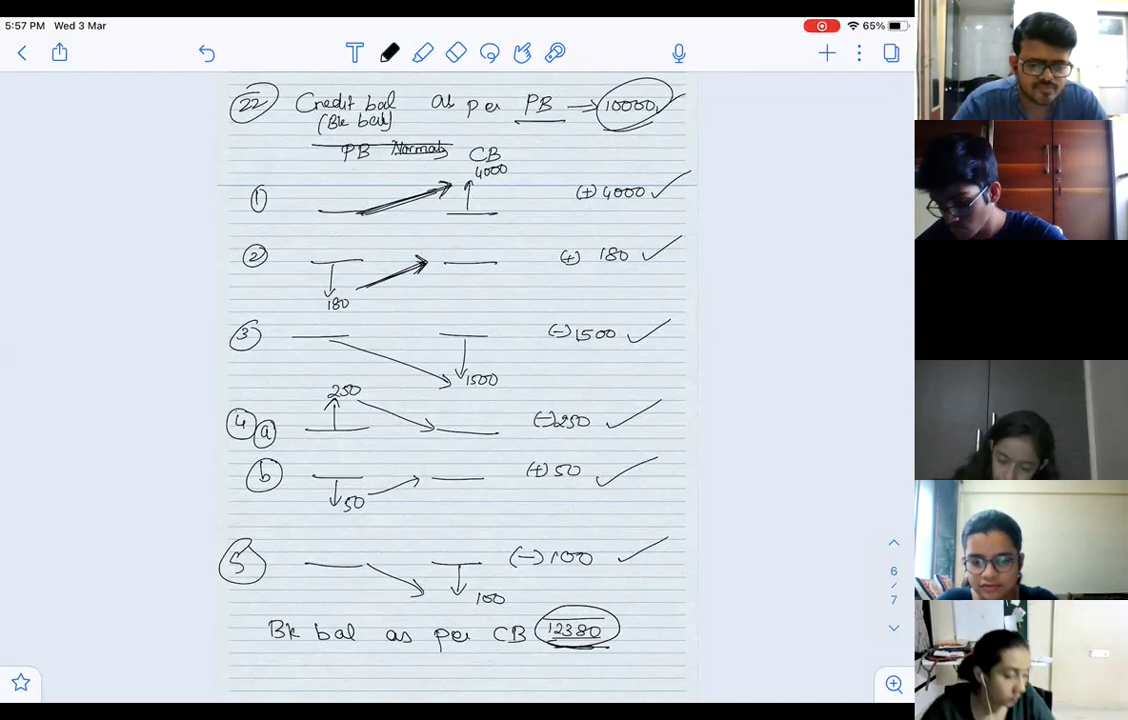 5:57 PM Wed 3 Mar 65%
T
22 Credit bal as per PB → 10000
(Bk bal)
PB Normal CB
4000
1 (+) 4000
2 (+) 180
180
3 (-) 1500
1500
250
4 a (-) 250
b (+) 50
50
5 (-) 100
100
Bk bal as per CB 12380
6
/
7